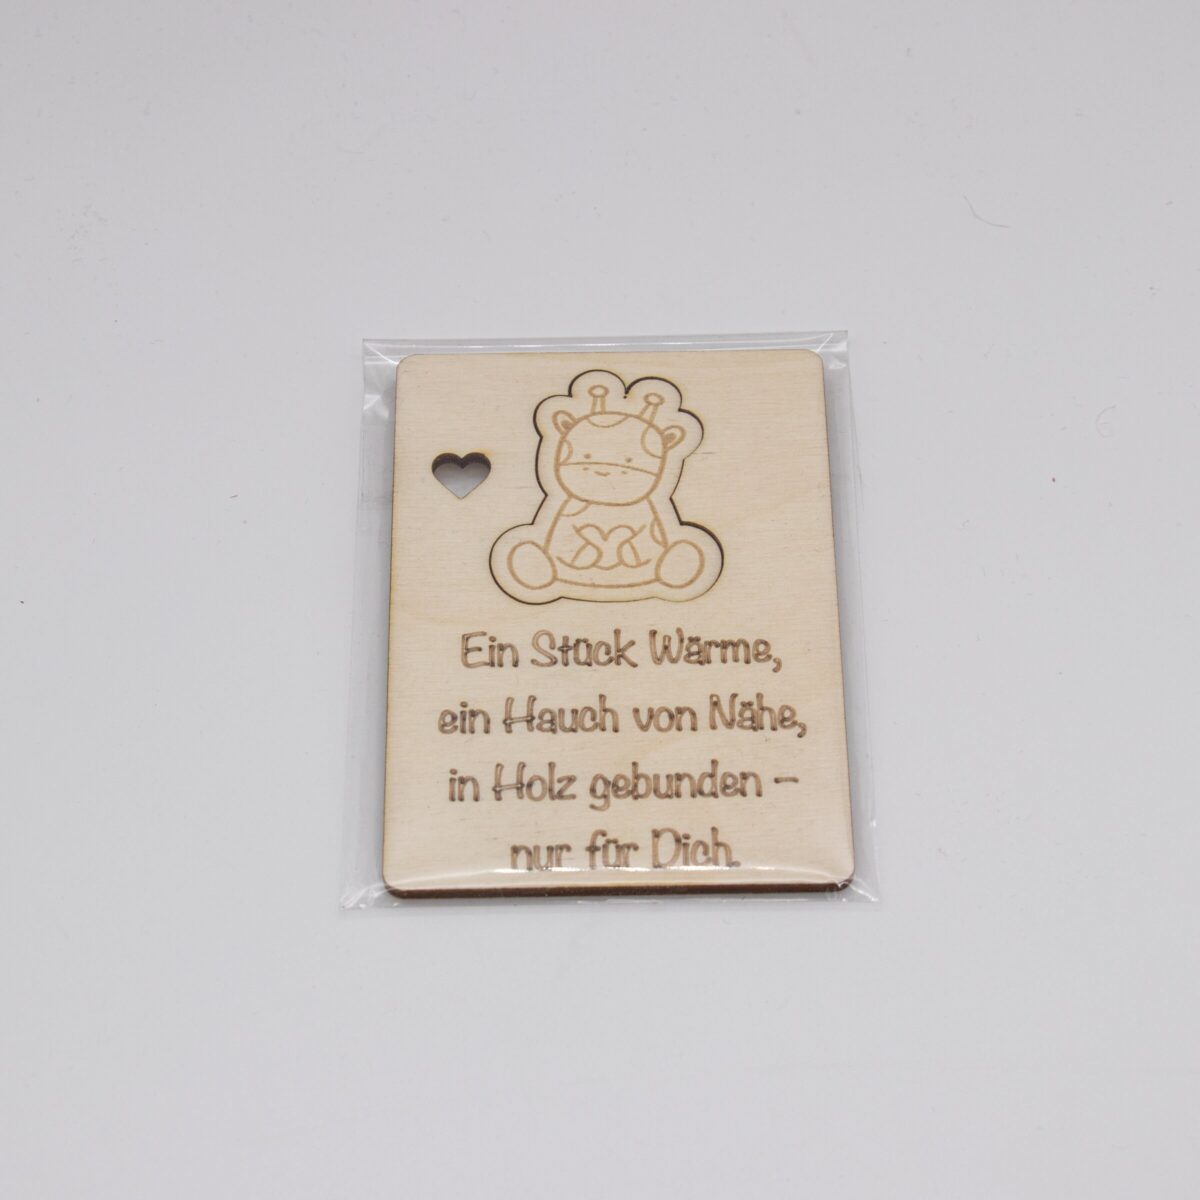 Ein Stück Wärme,
ein Hauch von Nähe,
in Holz gebunden –
nur für Dich.